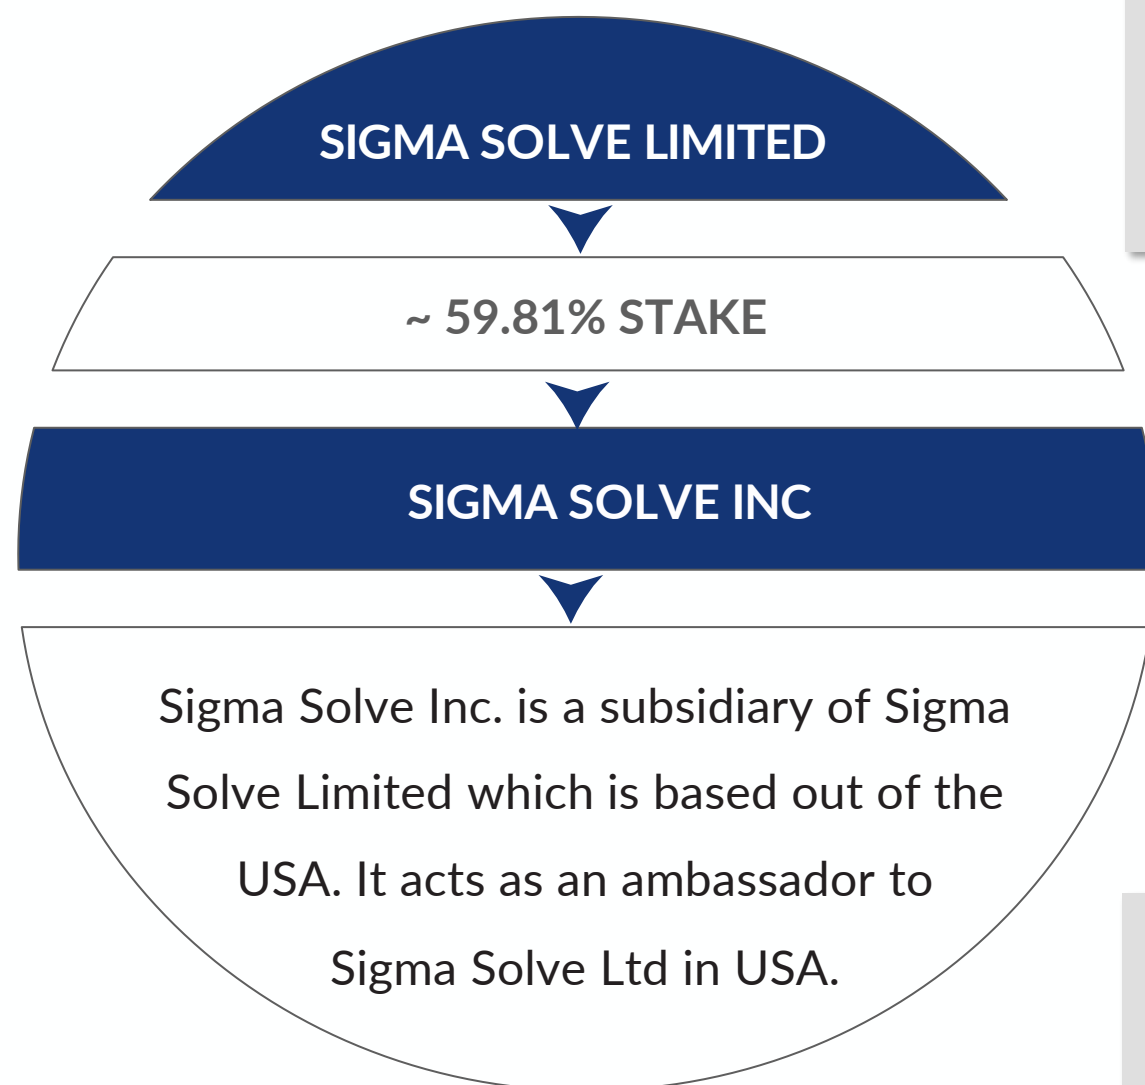 SIGMA SOLVE LIMITED
~ 59.81% STAKE
SIGMA SOLVE INC
Sigma Solve Inc. is a subsidiary of Sigma
Solve Limited which is based out of the
USA. It acts as an ambassador to
Sigma Solve Ltd in USA.